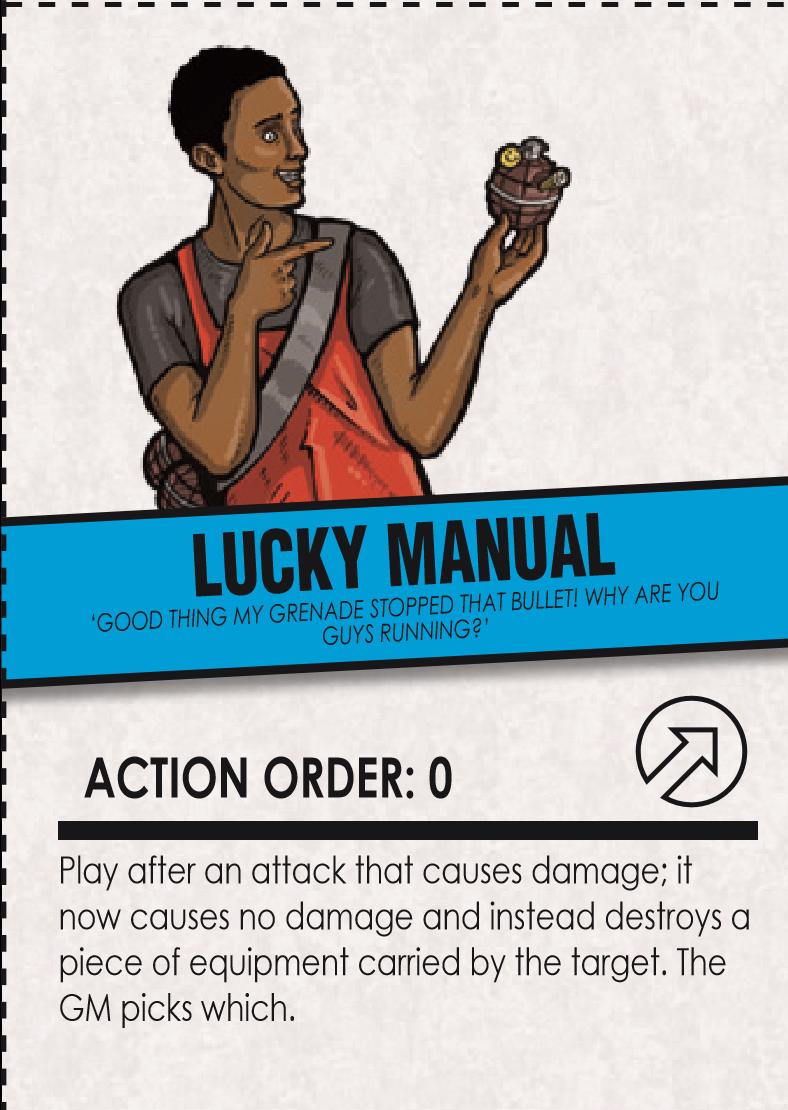 LUCKY MANUAL
‘GOOD THING MY GRENADE STOPPED THAT BULLET! WHY ARE YOU
GUYS RUNNING?’
ACTION ORDER: 0
Play after an attack that causes damage; it
now causes no damage and instead destroys a
piece of equipment carried by the target. The
GM picks which.